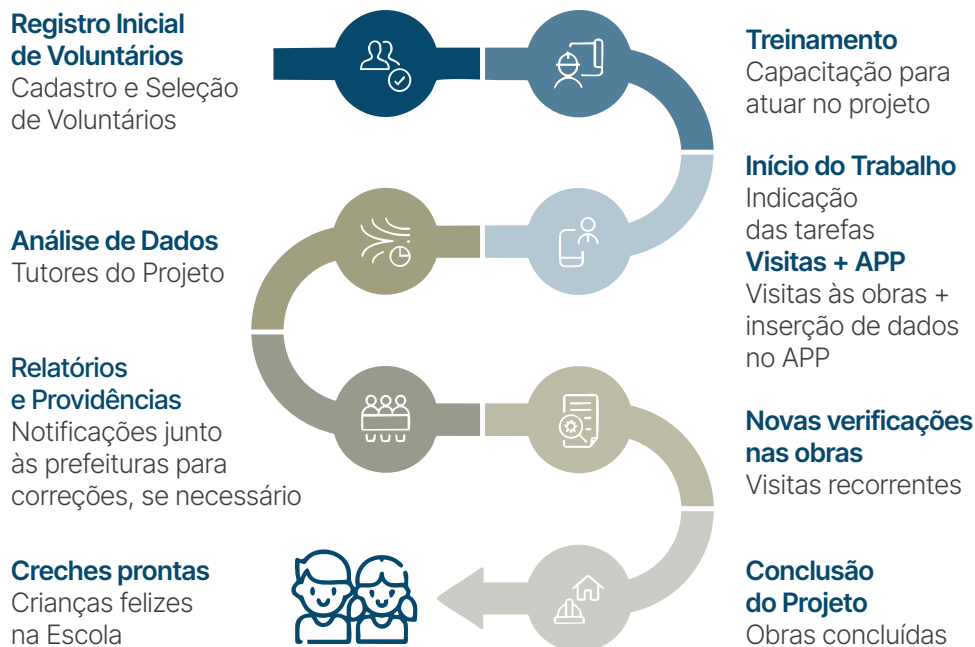 Registro Inicial
de Voluntários
Cadastro e Seleção
de Voluntários
Treinamento
Capacitação para
atuar no projeto
Início do Trabalho
Indicação
das tarefas
Visitas + APP
Visitas às obras +
inserção de dados
no APP
Análise de Dados
Tutores do Projeto
Relatórios
e Providências
Notificações junto
às prefeituras para
correções, se necessário
Novas verificações
nas obras
Visitas recorrentes
Conclusão
do Projeto
Obras concluídas
Creches prontas
Crianças felizes
na Escola